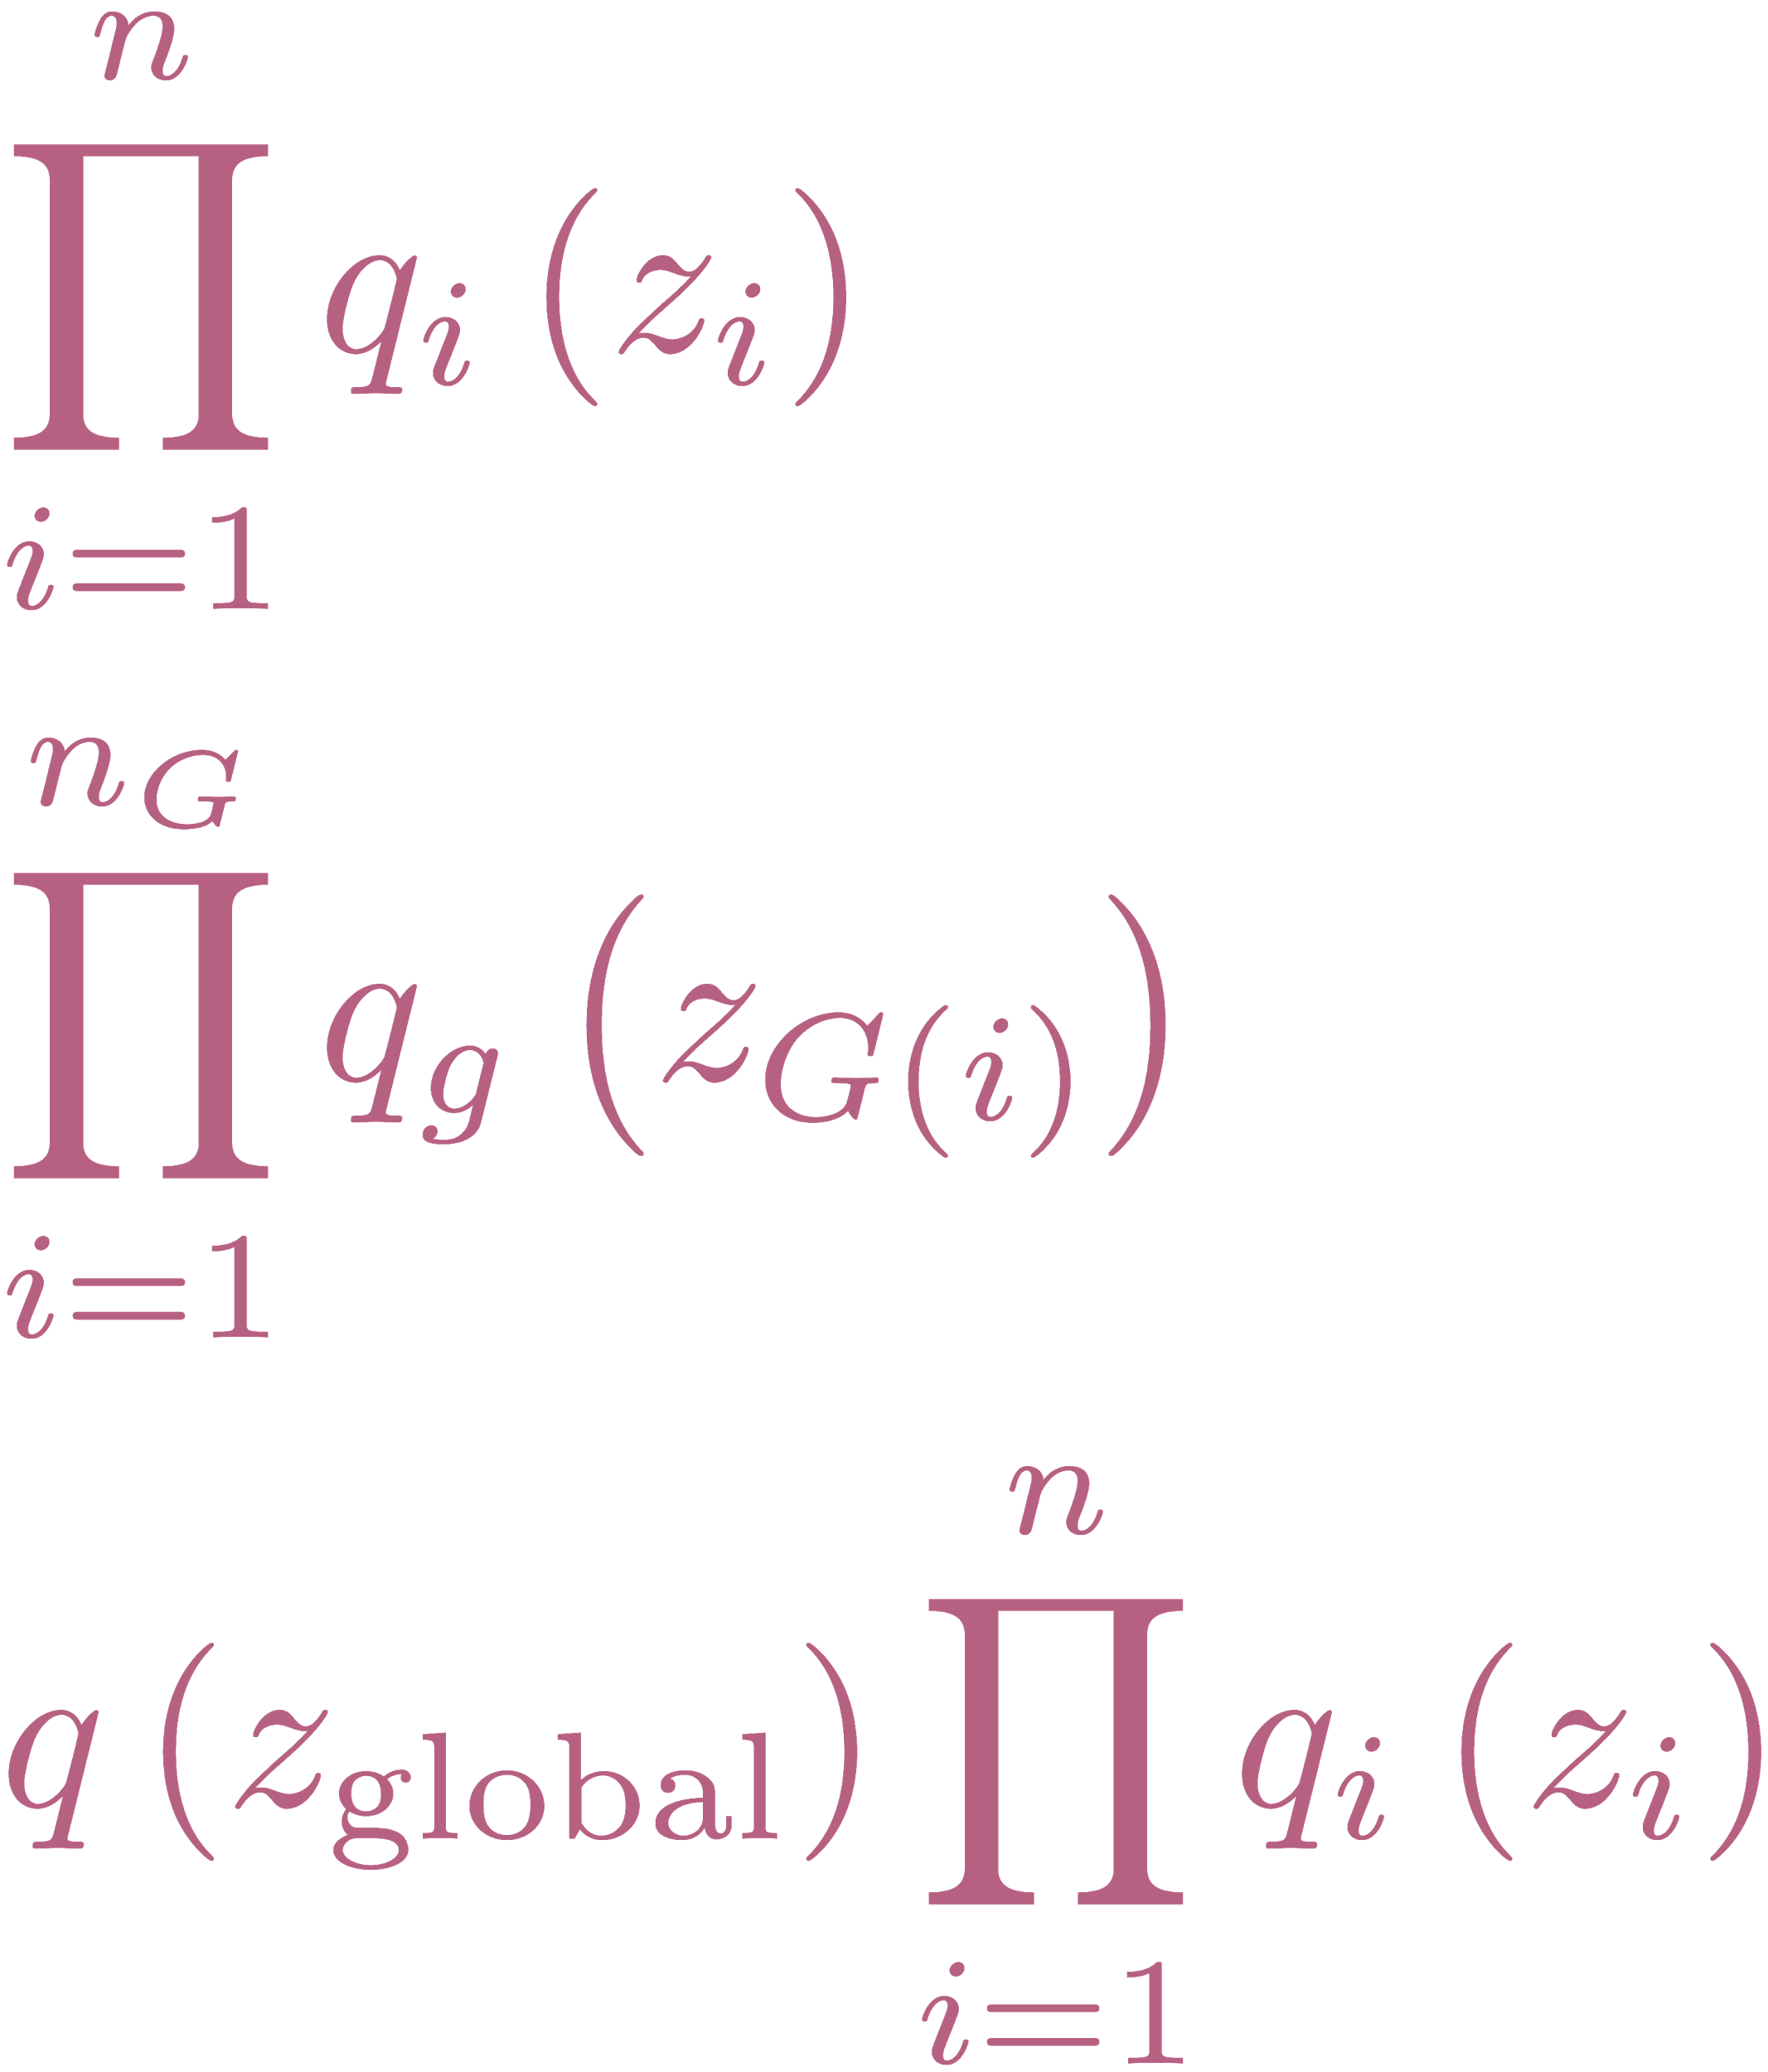 \prod_{i=1}^{n} q_i (z_i)
\prod_{i=1}^{n_G} q_g (z_{G(i)})
q (z_{\text{global}}) \prod_{i=1}^{n} q_i (z_i)